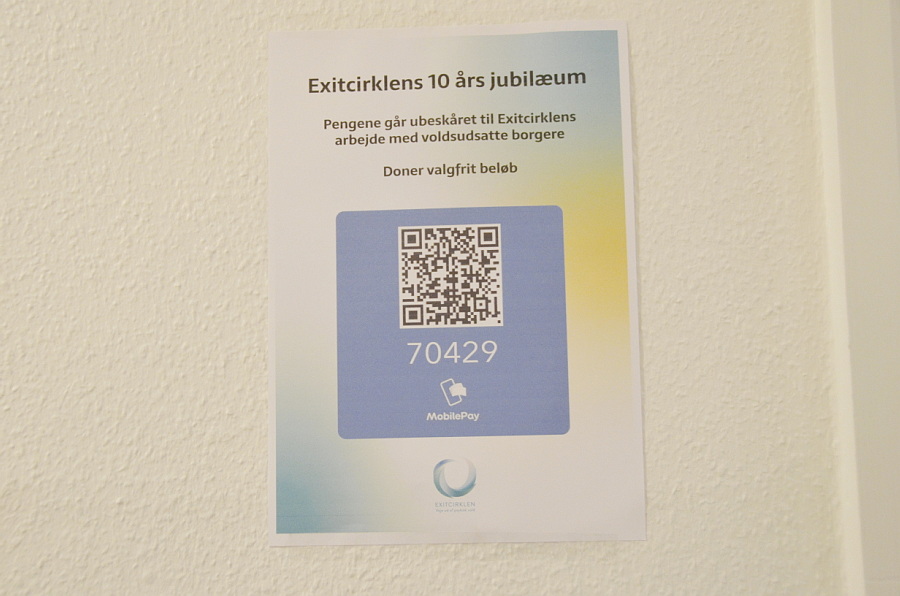 Exitcirklens 10 års jubilæum
Pengene går ubeskåret til Exitcirklens
arbejde med voldsudsatte borgere
Doner valgfrit beløb
70429
MobilePay
EXITCIRKLEN